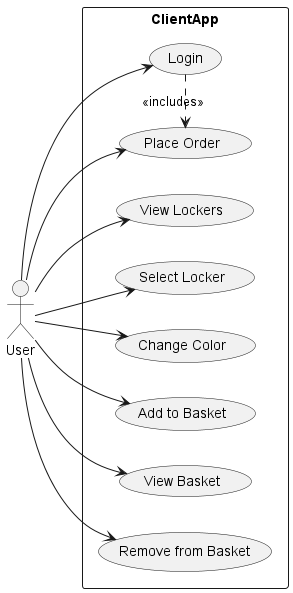 ClientApp
Login
«includes»
Place Order
View Lockers
Select Locker
User
Change Color
Add to Basket
View Basket
Remove from Basket